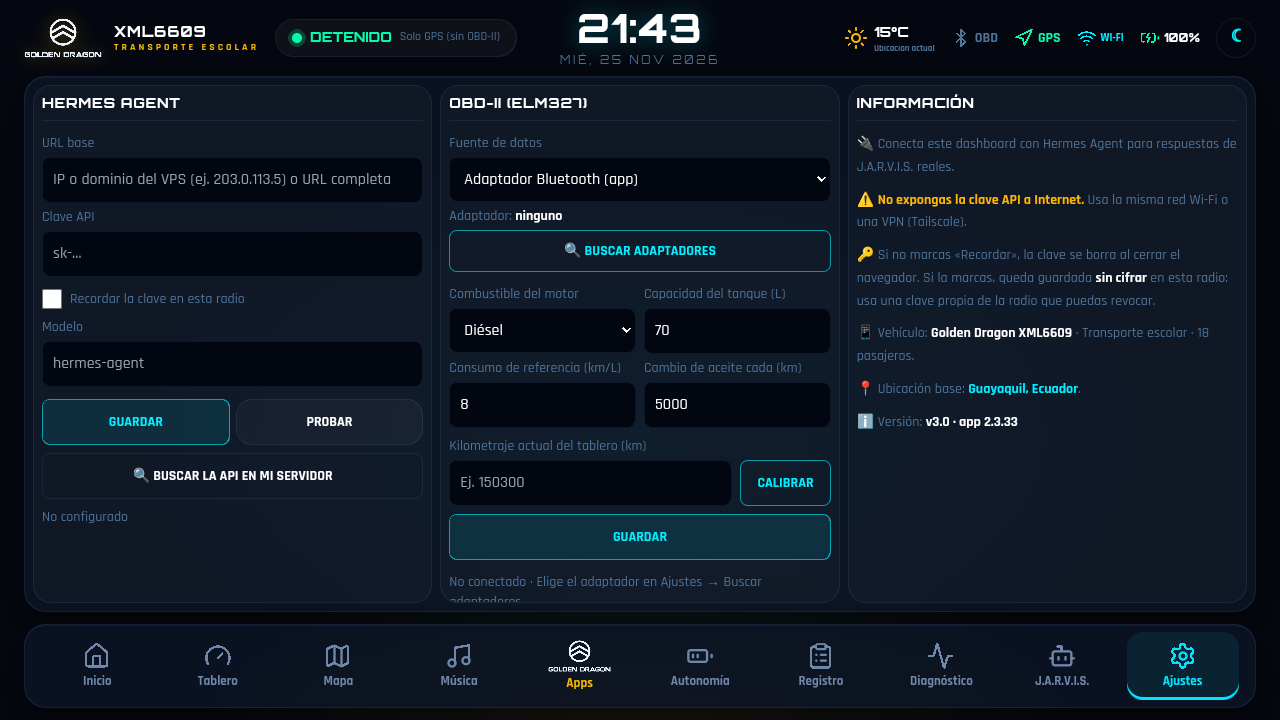 GOLDEN DRAGON
XML6609
TRANSPORTE ESCOLAR
DETENIDO Solo GPS (sin OBD-II)
21:43
MIÉ, 25 NOV 2026
15°C
Ubicación actual
OBD
GPS
WI-FI
100%
HERMES AGENT
URL base
IP o dominio del VPS (ej. 203.0.113.5) o URL completa
Clave API
sk-...
Recordar la clave en esta radio
Modelo
hermes-agent
GUARDAR
PROBAR
🔍 BUSCAR LA API EN MI SERVIDOR
No configurado
OBD-II (ELM327)
Fuente de datos
Adaptador Bluetooth (app)
Adaptador: ninguno
🔍 BUSCAR ADAPTADORES
Combustible del motor
Capacidad del tanque (L)
Diésel
70
Consumo de referencia (km/L)
Cambio de aceite cada (km)
8
5000
Kilometraje actual del tablero (km)
Ej. 150300
CALIBRAR
GUARDAR
No conectado · Elige el adaptador en Ajustes → Buscar
adaptadores
INFORMACIÓN
🔌 Conecta este dashboard con Hermes Agent para respuestas de
J.A.R.V.I.S. reales.
⚠️ No expongas la clave API a Internet. Usa la misma red Wi-Fi o
una VPN (Tailscale).
🔑 Si no marcas «Recordar», la clave se borra al cerrar el
navegador. Si la marcas, queda guardada sin cifrar en esta radio:
usa una clave propia de la radio que puedas revocar.
📱 Vehículo: Golden Dragon XML6609 · Transporte escolar · 18
pasajeros.
📍 Ubicación base: Guayaquil, Ecuador.
ℹ️ Versión: v3.0 · app 2.3.33
Inicio
Tablero
Mapa
Música
GOLDEN DRAGON
Apps
Autonomía
Registro
Diagnóstico
J.A.R.V.I.S.
Ajustes